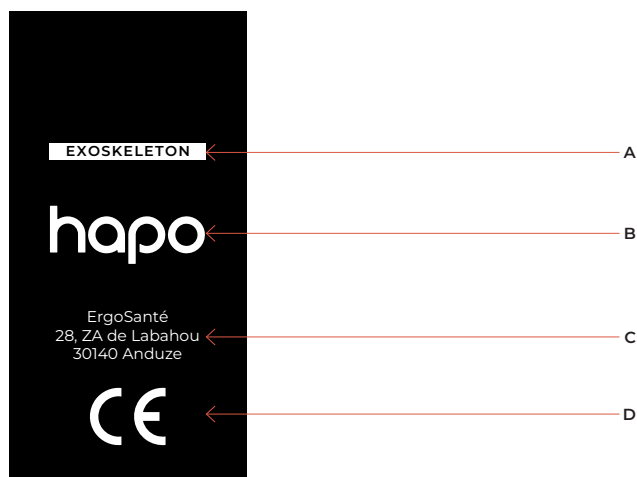 EXOSKELETON
A
hapo
B
ErgoSanté
28, ZA de Labahou
C
30140 Anduze
CE
D